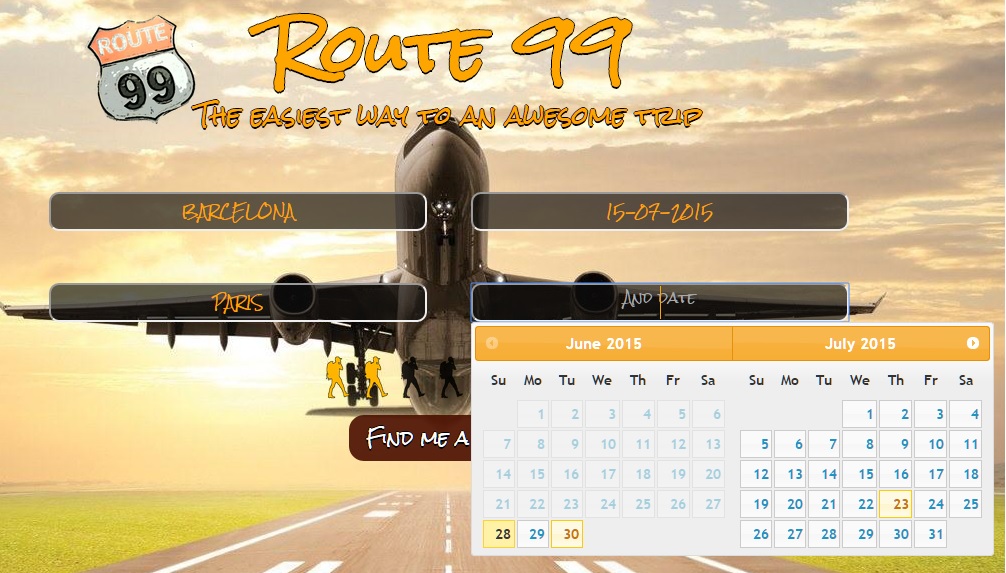 ROUTE
99
Route 99
The easiest way to an awesome trip
BARCELONA
15-07-2015
PARIS
And date
Find me a
June 2015
July 2015
Su Mo Tu We Th Fr Sa
1 2 3 4 5 6
7 8 9 10 11 12 13
14 15 16 17 18 19 20
21 22 23 24 25 26 27
28 29 30
Su Mo Tu We Th Fr Sa
1 2 3 4
5 6 7 8 9 10 11
12 13 14 15 16 17 18
19 20 21 22 23 24 25
26 27 28 29 30 31